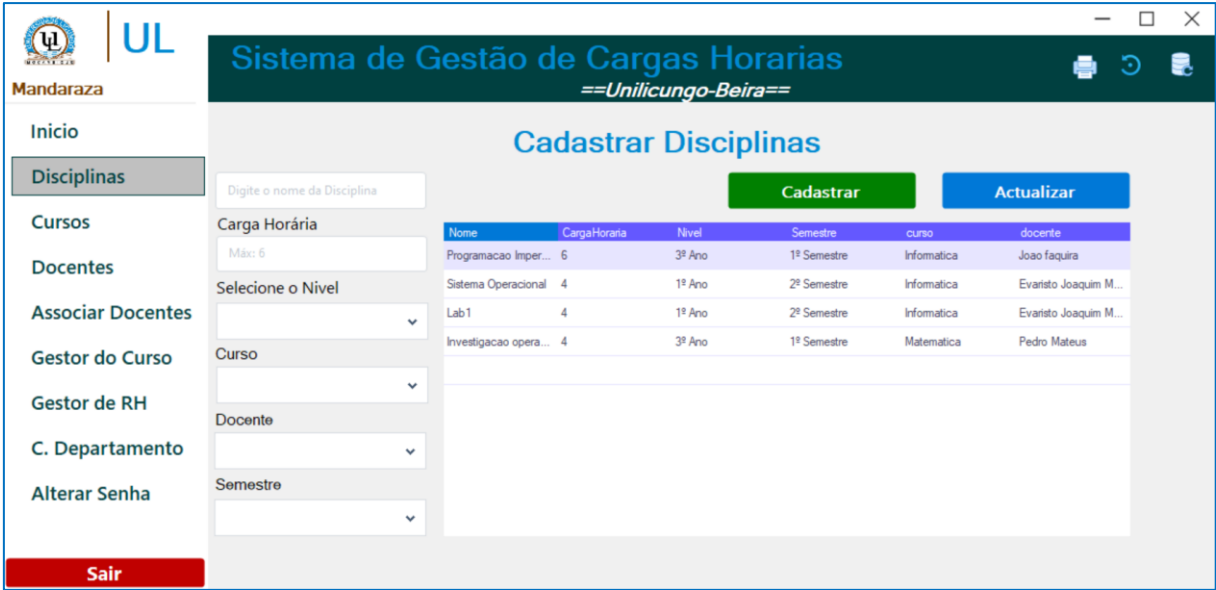 UL
Mandaraza
Sistema de Gestão de Cargas Horarias
==Unilicungo-Beira==
Inicio
Disciplinas
Cursos
Docentes
Associar Docentes
Gestor do Curso
Gestor de RH
C. Departamento
Alterar Senha
Sair
Cadastrar Disciplinas
Digite o nome da Disciplina
Carga Horária
Máx: 6
Selecione o Nivel
Curso
Docente
Semestre
Cadastrar
Actualizar
Nome CargaHoraria Nivel Semestre curso docente
Programacao Imper... 6 3º Ano 1º Semestre Informatica Joao faquira
Sistema Operacional 4 1º Ano 2º Semestre Informatica Evaristo Joaquim M...
Lab1 4 1º Ano 2º Semestre Informatica Evaristo Joaquim M...
Investigacao opera... 4 3º Ano 1º Semestre Matematica Pedro Mateus